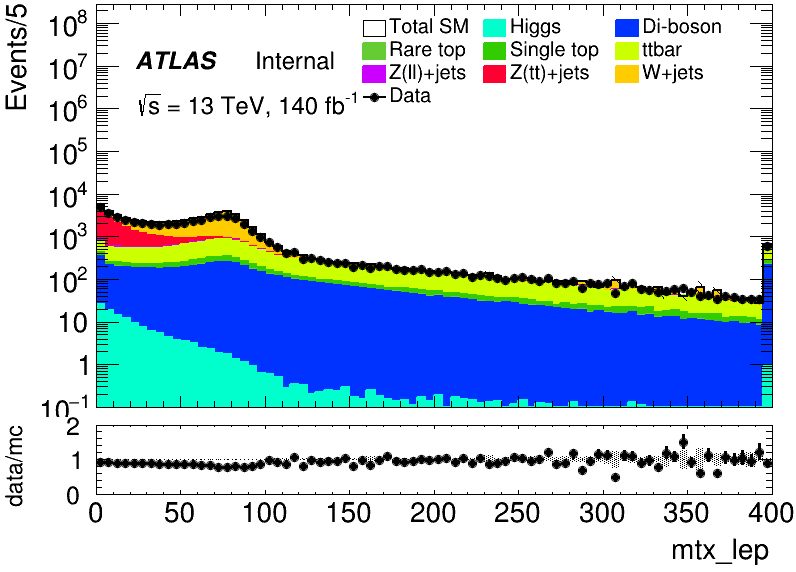 Events/5
10⁸
10⁷
10⁶
10⁵
10⁴
10³
10²
10
1
10⁻¹
ATLAS Internal
√s = 13 TeV, 140 fb⁻¹
Total SM Higgs Di-boson
Rare top Single top ttbar
Z(ll)+jets Z(tt)+jets W+jets
Data
data/mc
2
1
0
0 50 100 150 200 250 300 350 400
mtx_lep